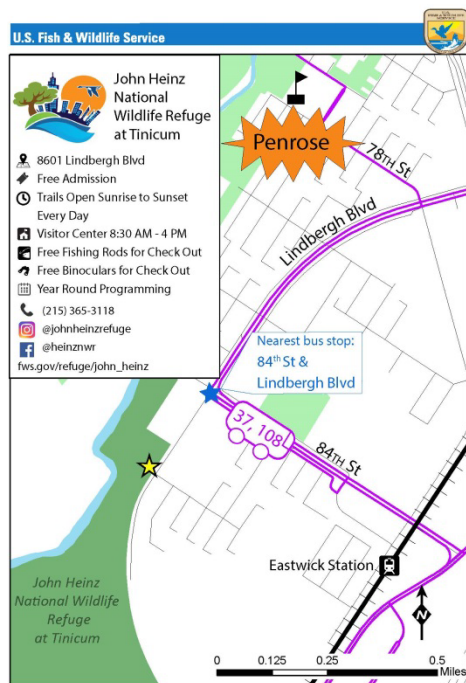 U.S. Fish & Wildlife Service
John Heinz
National
Wildlife Refuge
at Tinicum
8601 Lindbergh Blvd
Free Admission
Trails Open Sunrise to Sunset
Every Day
Visitor Center 8:30 AM - 4 PM
Free Fishing Rods for Check Out
Free Binoculars for Check Out
Year Round Programming
(215) 365-3118
@johnheinzrefuge
@heinznwr
fws.gov/refuge/john_heinz
Penrose
78TH St
Lindbergh Blvd
Nearest bus stop:
84th St &
Lindbergh Blvd
37, 108L
84TH St
Eastwick Station
John Heinz
National Wildlife
Refuge
at Tinicum
N
0 0.125 0.25 0.5
Miles